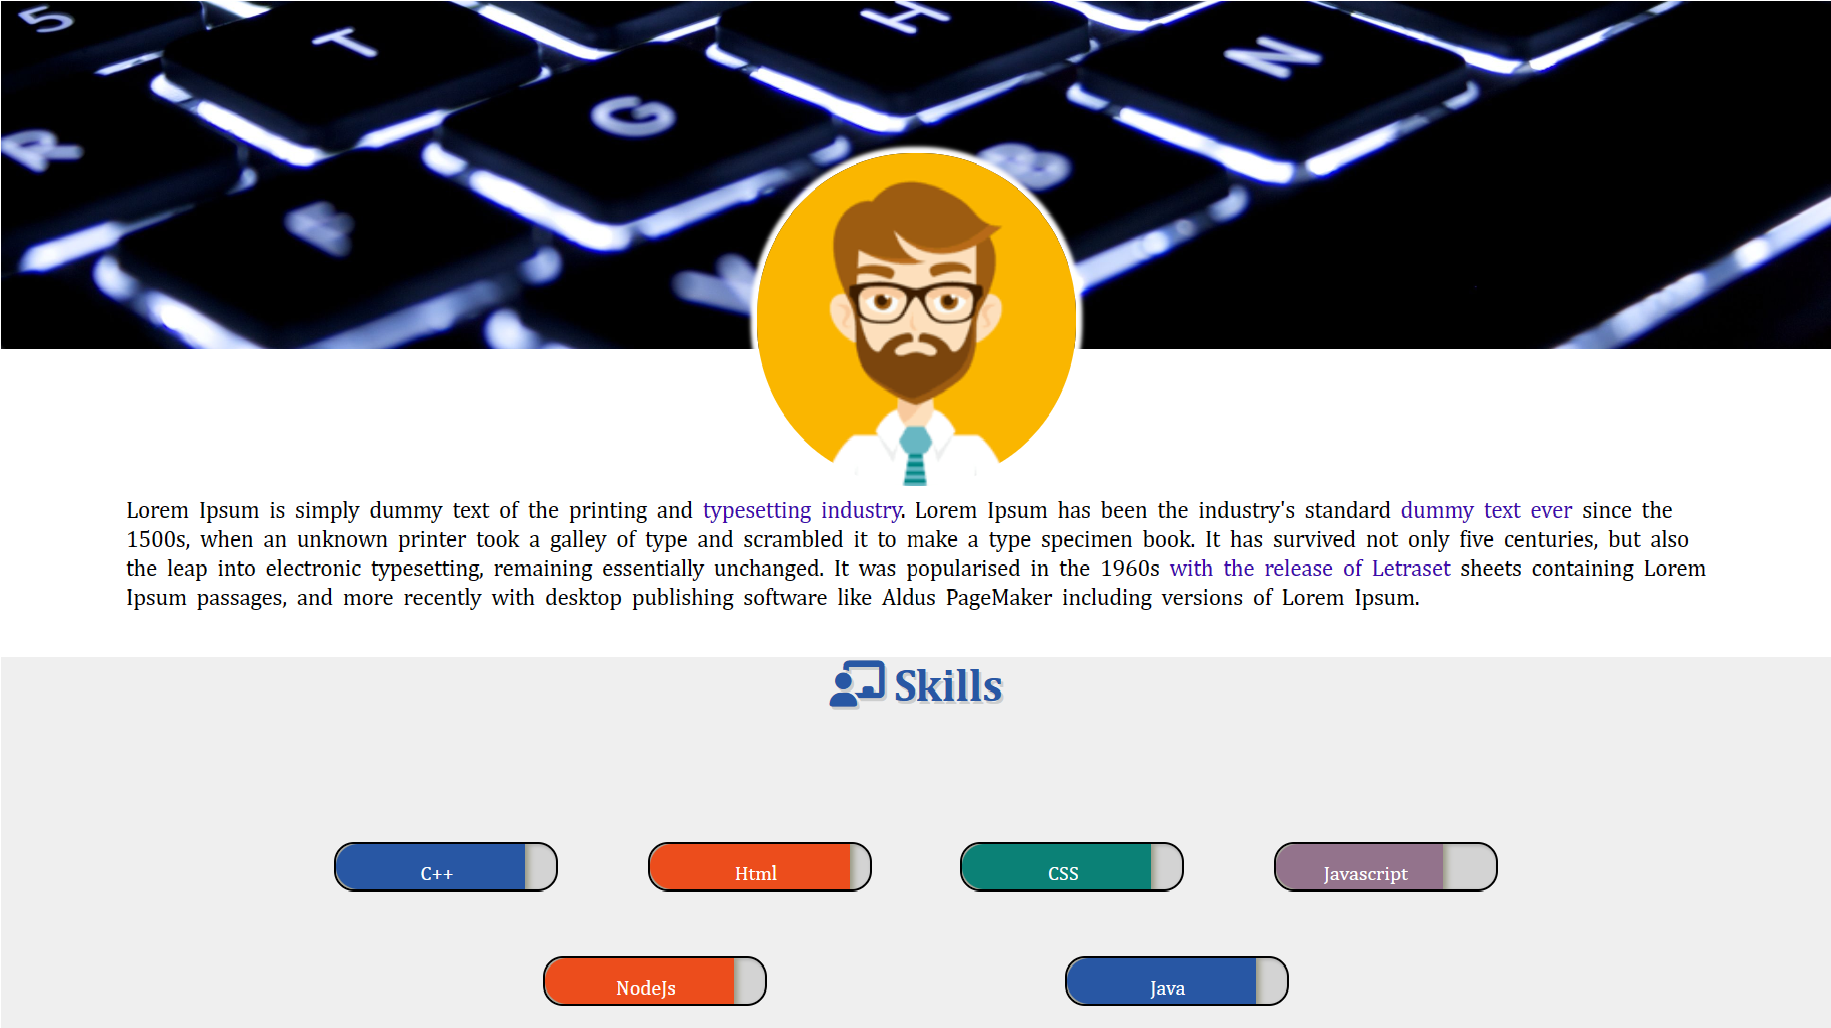 5 T H N
R G B
Y
Lorem Ipsum is simply dummy text of the printing and typesetting industry. Lorem Ipsum has been the industry's standard dummy text ever since the
1500s, when an unknown printer took a galley of type and scrambled it to make a type specimen book. It has survived not only five centuries, but also
the leap into electronic typesetting, remaining essentially unchanged. It was popularised in the 1960s with the release of Letraset sheets containing Lorem
Ipsum passages, and more recently with desktop publishing software like Aldus PageMaker including versions of Lorem Ipsum.
Skills
C++ Html CSS Javascript
NodeJs Java